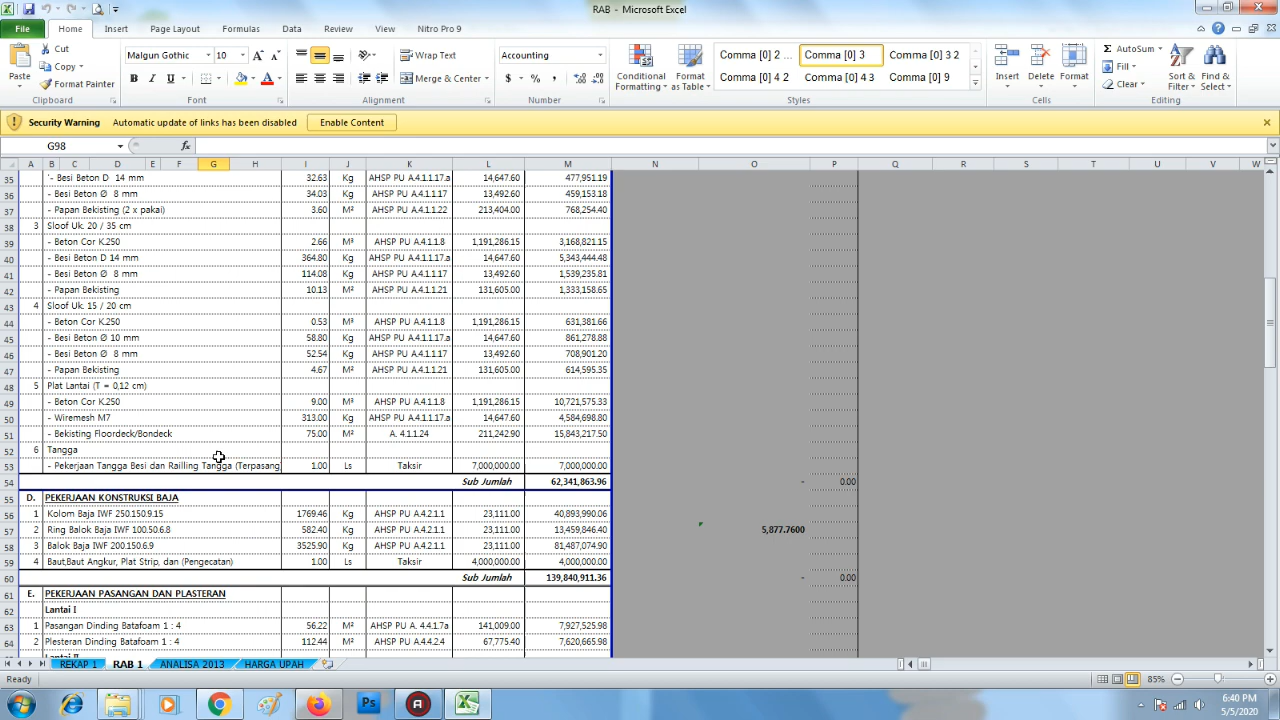 RAB - Microsoft Excel
File Home Insert Page Layout Formulas Data Review View Nitro Pro 9
Paste Cut Copy Format Painter Clipboard
Malgun Gothic 10 B I U A Font
Wrap Text Merge & Center Alignment
Accounting $ % , Number
Conditional Formatting Format as Table
Comma [0] 2 ... Comma [0] 3 Comma [0] 3 2
Comma [0] 4 2 Comma [0] 4 3 Comma [0] 9
Styles
Insert Delete Format Cells
AutoSum Fill Clear Sort & Filter Find & Select Editing
Security Warning Automatic update of links has been disabled Enable Content
G98 fx
A B C D E F G H I J K L M N O P Q R S T U V W
35 '- Besi Beton D 14 mm 32.63 Kg AHSP PU A.4.1.1.17.a 14,647.60 477,951.19
36 - Besi Beton Ø 8 mm 34.03 Kg AHSP PU A.4.1.1.17 13,492.60 459,153.18
37 - Papan Bekisting (2 x pakai) 3.60 M² AHSP PU A.4.1.1.22 213,404.00 768,254.40
38 3 Sloof Uk. 20 / 35 cm
39 - Beton Cor K.250 2.66 M³ AHSP PU A.4.1.1.8 1,191,286.15 3,168,821.15
40 - Besi Beton D 14 mm 364.80 Kg AHSP PU A.4.1.1.17.a 14,647.60 5,343,444.48
41 - Besi Beton Ø 8 mm 114.08 Kg AHSP PU A.4.1.1.17 13,492.60 1,539,235.81
42 - Papan Bekisting 10.13 M² AHSP PU A.4.1.1.21 131,605.00 1,333,158.65
43 4 Sloof Uk. 15 / 20 cm
44 - Beton Cor K.250 0.53 M³ AHSP PU A.4.1.1.8 1,191,286.15 631,381.66
45 - Besi Beton Ø 10 mm 58.80 Kg AHSP PU A.4.1.1.17.a 14,647.60 861,278.88
46 - Besi Beton Ø 8 mm 52.54 Kg AHSP PU A.4.1.1.17 13,492.60 708,901.20
47 - Papan Bekisting 4.67 M² AHSP PU A.4.1.1.21 131,605.00 614,595.35
48 5 Plat Lantai (T = 0,12 cm)
49 - Beton Cor K.250 9.00 M³ AHSP PU A.4.1.1.8 1,191,286.15 10,721,575.33
50 - Wiremesh M7 313.00 Kg AHSP PU A.4.1.1.17.a 14,647.60 4,584,698.80
51 - Bekisting Floordeck/Bondeck 75.00 M² A. 4.1.1.24 211,242.90 15,843,217.50
52 6 Tangga
53 - Pekerjaan Tangga Besi dan Railling Tangga (Terpasang, 1.00 Ls Taksir 7,000,000.00 7,000,000.00
54 Sub Jumlah 62,341,863.96 - 0.00
55 D. PEKERJAAN KONSTRUKSI BAJA
56 1 Kolom Baja IWF 250.150.9.15 1769.46 Kg AHSP PU A.4.2.1.1 23,111.00 40,893,990.06
57 2 Ring Balok Baja IWF 100.50.6.8 582.40 Kg AHSP PU A.4.2.1.1 23,111.00 13,459,846.40 5,877.7600
58 3 Balok Baja IWF 200.150.6.9 3525.90 Kg AHSP PU A.4.2.1.1 23,111.00 81,487,074.90
59 4 Baut,Baut Angkur, Plat Strip, dan (Pengecatan) 1.00 Ls Taksir 4,000,000.00 4,000,000.00
60 Sub Jumlah 139,840,911.36 - 0.00
61 E. PEKERJAAN PASANGAN DAN PLASTERAN
62 Lantai I
63 1 Pasangan Dinding Batafoam 1 : 4 56.22 M² AHSP PU A. 4.4.1.7a 141,009.00 7,927,525.98
64 2 Plesteran Dinding Batafoam 1 : 4 112.44 M² AHSP PU A.4.4.2.4 67,775.40 7,620,665.98
REKAP 1 RAB 1 ANALISA 2013 HARGA UPAH
Ready 85%
Ps A 6:40 PM
5/5/2020